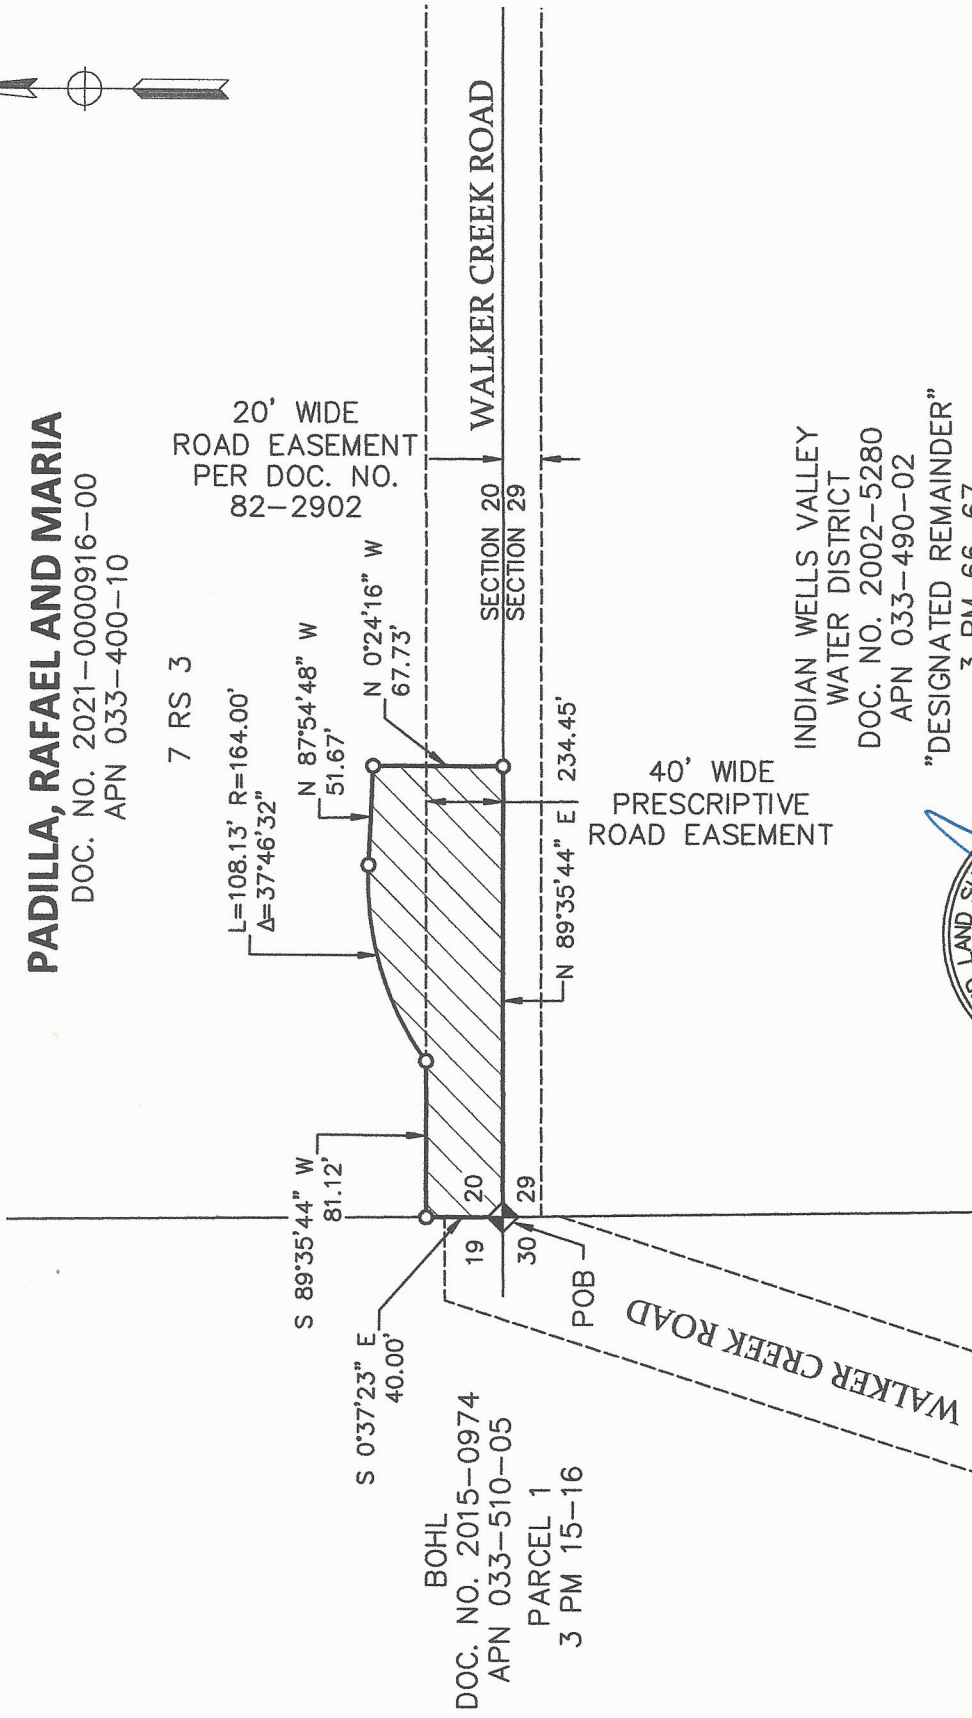 PADILLA, RAFAEL AND MARIA
DOC. NO. 2021-0000916-00
APN 033-400-10
7 RS 3
20' WIDE
ROAD EASEMENT
PER DOC. NO.
82-2902
L=108.13' R=164.00'
Δ=37°46'32"
N 87°54'48" W
51.67'
N 0°24'16" W
67.73'
S 89°35'44" W
81.12'
S 0°37'23" E
40.00'
WALKER CREEK ROAD
SECTION 20
SECTION 29
19
20
30
29
POB
N 89°35'44" E 234.45'
40' WIDE
PRESCRIPTIVE
ROAD EASEMENT
BOHL
DOC. NO. 2015-0974
APN 033-510-05
PARCEL 1
3 PM 15-16
WALKER CREEK ROAD
INDIAN WELLS VALLEY
WATER DISTRICT
DOC. NO. 2002-5280
APN 033-490-02
"DESIGNATED REMAINDER"
3 PM 66-67
LAND